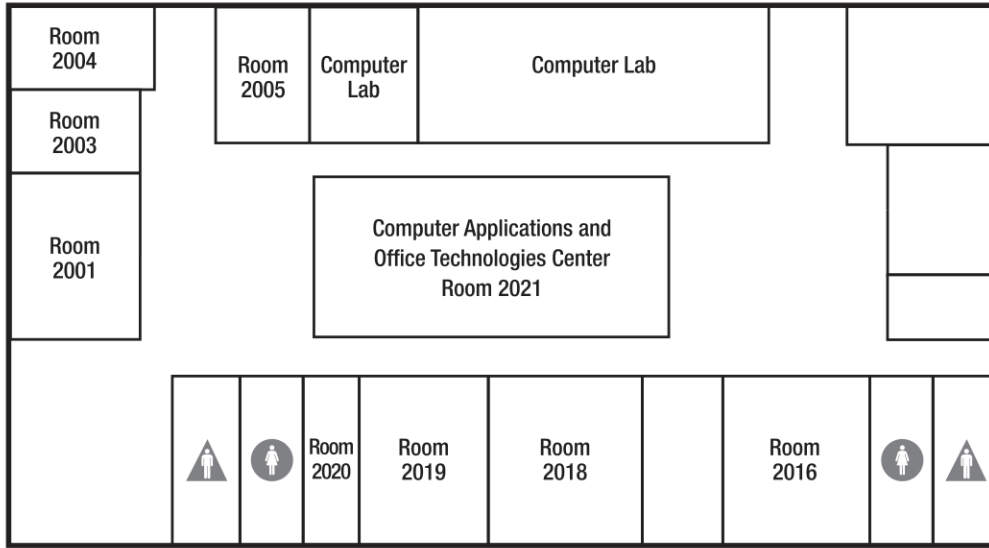 Room
2004
Room
2005
Computer
Lab
Computer Lab
Room
2003
Room
2001
Computer Applications and
Office Technologies Center
Room 2021
Room
2020
Room
2019
Room
2018
Room
2016